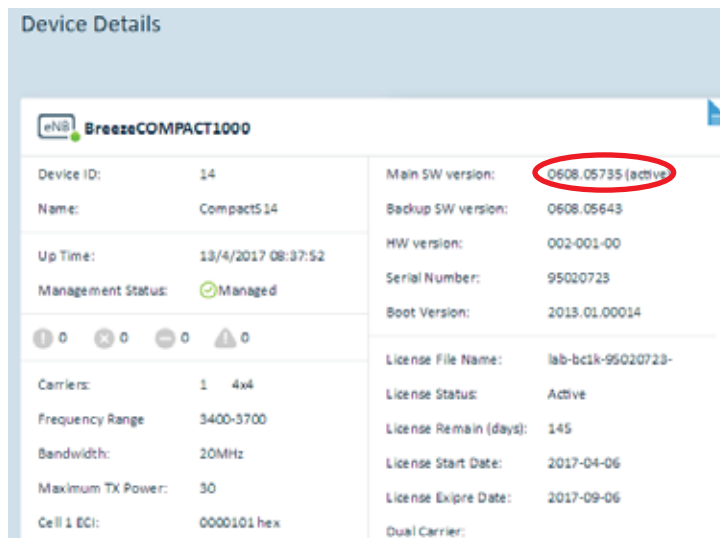 Device Details
eNB BreezeCOMPACT1000
Device ID: 14
Name: CompactS14
Up Time: 13/4/2017 08:37:52
Management Status: Managed
0 0 0 0
Carriers: 1 4x4
Frequency Range 3400-3700
Bandwidth: 20MHz
Maximum TX Power: 30
Cell 1 ECI: 0000101 hex
Main SW version: 0608.05735 (active)
Backup SW version: 0608.05643
HW version: 002-001-00
Serial Number: 95020723
Boot Version: 2013.01.00014
License File Name: lab-bc1k-95020723-
License Status: Active
License Remain (days): 145
License Start Date: 2017-04-06
License Exipre Date: 2017-09-06
Dual Carrier: